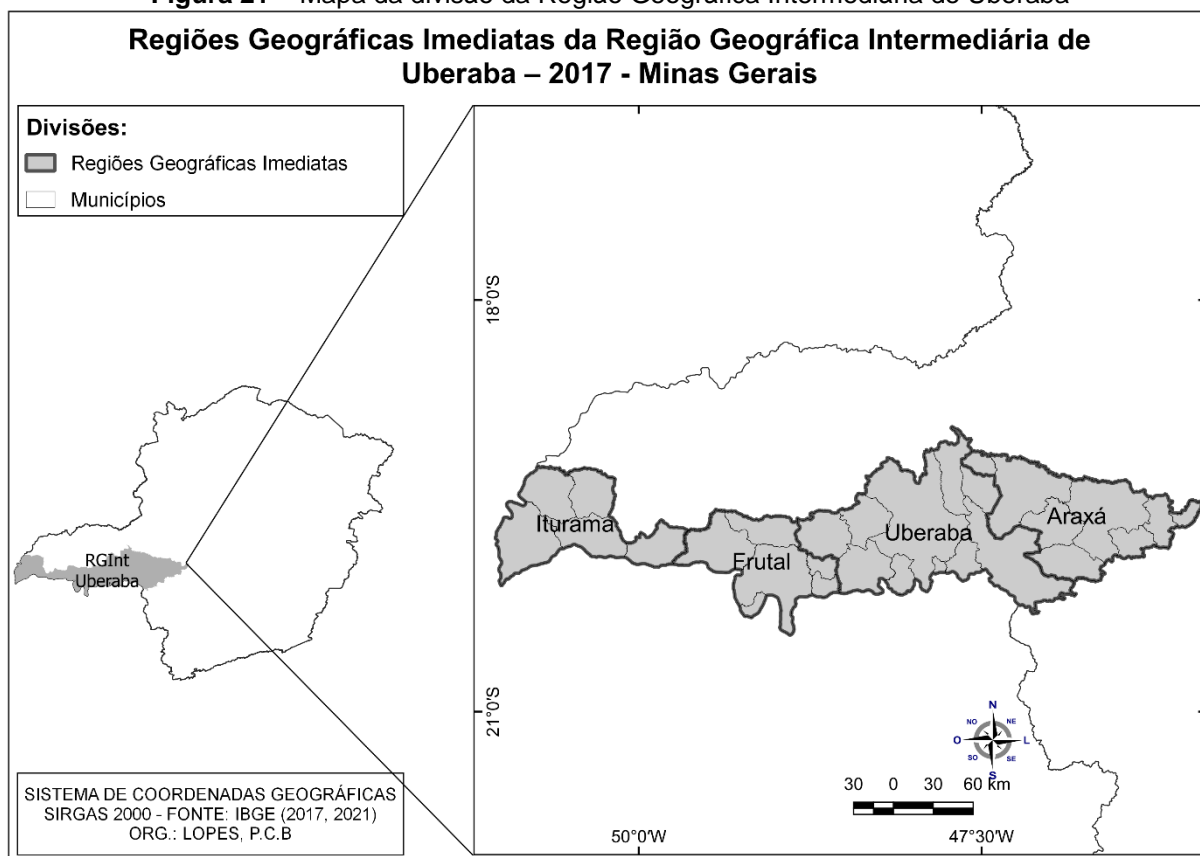 Figura 21 – Mapa da divisão da Região Geográfica Intermediária de Uberaba
Regiões Geográficas Imediatas da Região Geográfica Intermediária de
Uberaba – 2017 - Minas Gerais
Divisões:
Regiões Geográficas Imediatas
Municípios
18°0'S
Iturama
Frutal
Uberaba
Araxá
RGInt
Uberaba
21°0'S
N
NO
NE
O
L
SO
SE
S
30 0 30 60 km
SISTEMA DE COORDENADAS GEOGRÁFICAS
SIRGAS 2000 - FONTE: IBGE (2017, 2021)
ORG.: LOPES, P.C.B
50°0'W
47°30'W